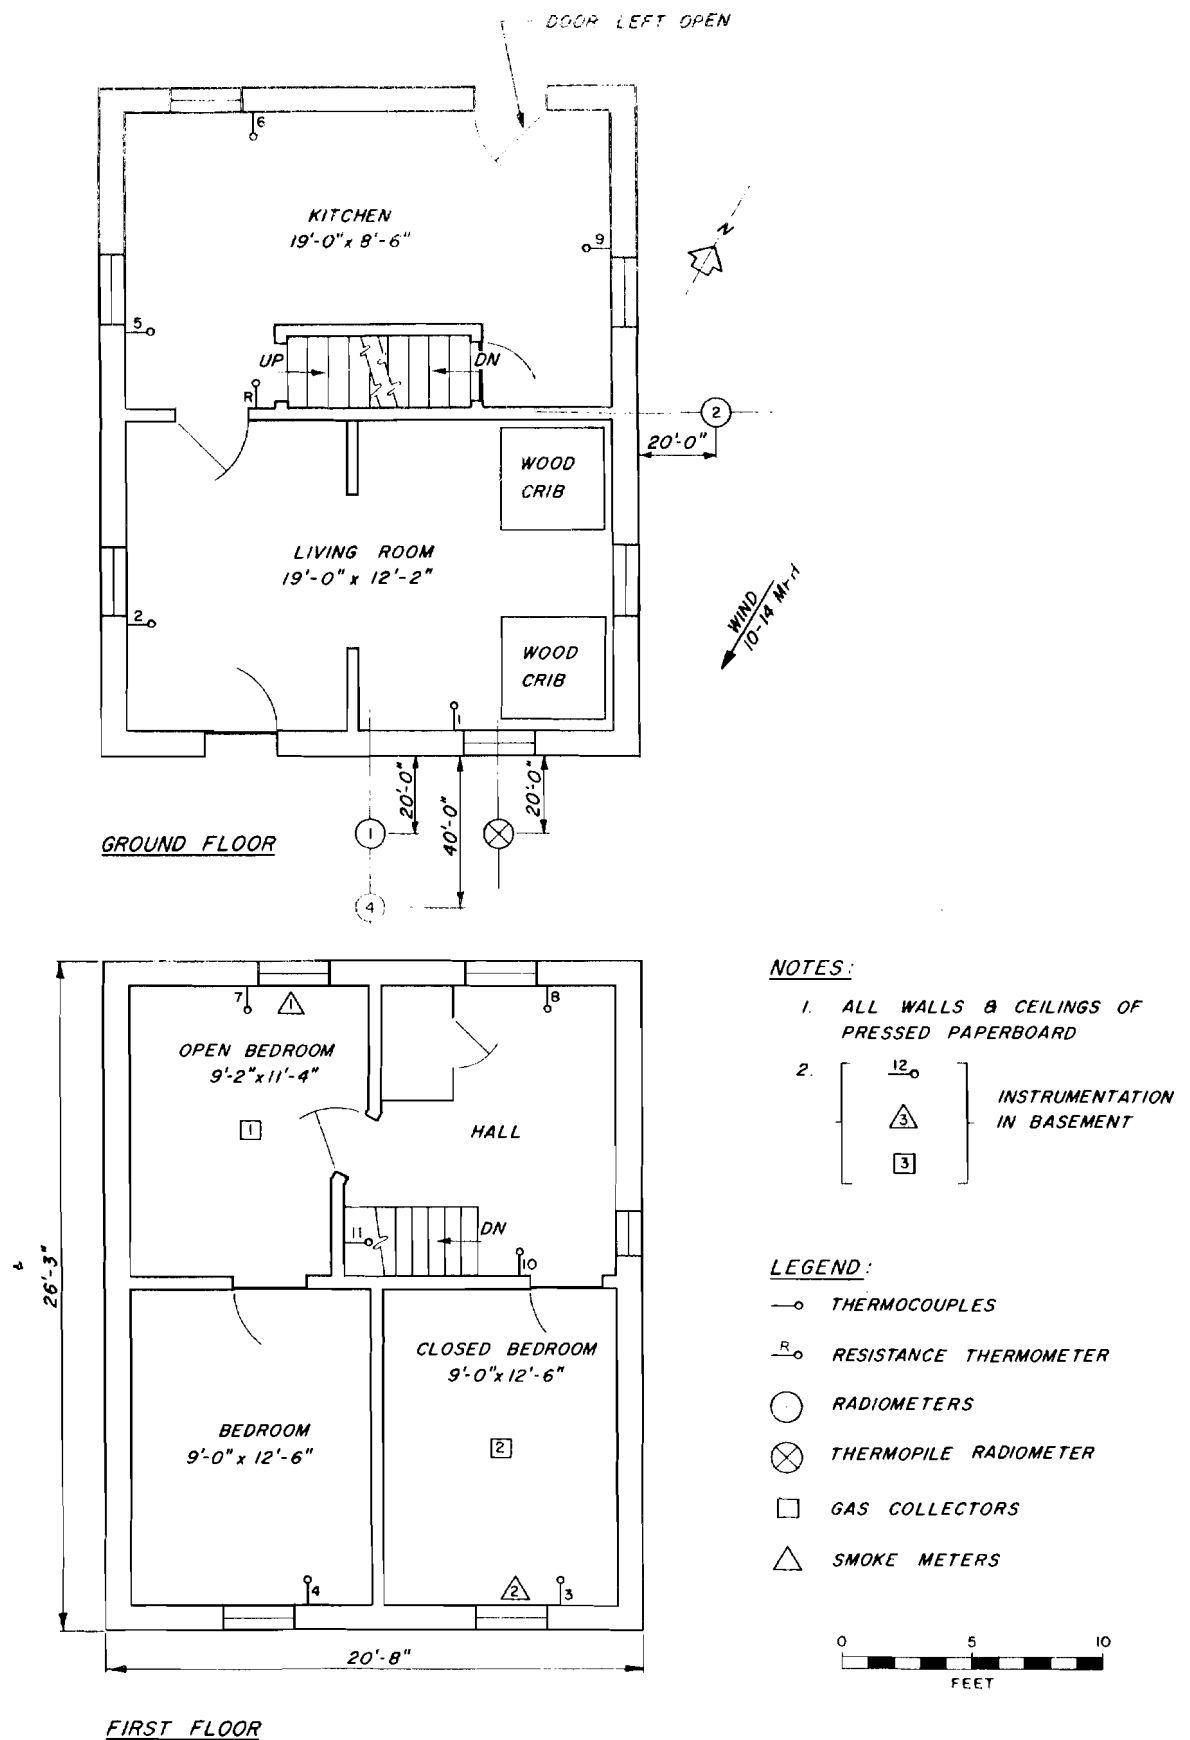 DOOR LEFT OPEN
6
KITCHEN
19'-0" x 8'-6"
9
N
5
UP
DN
R
2
20'-0"
WOOD
CRIB
LIVING ROOM
19'-0" x 12'-2"
WIND
10-14 MPH
2
WOOD
CRIB
1
20'-0"
40'-0"
20'-0"
1
4
GROUND FLOOR
7
1
8
OPEN BEDROOM
9'-2" x 11'-4"
1
HALL
11
DN
10
26'-3"
CLOSED BEDROOM
9'-0" x 12'-6"
BEDROOM
9'-0" x 12'-6"
2
4
2
3
20'-8"
FIRST FLOOR
NOTES:
1. ALL WALLS & CEILINGS OF
PRESSED PAPERBOARD
2. 12
3
3
INSTRUMENTATION
IN BASEMENT
LEGEND:
THERMOCOUPLES
R RESISTANCE THERMOMETER
RADIOMETERS
THERMOPILE RADIOMETER
GAS COLLECTORS
SMOKE METERS
0 5 10
FEET